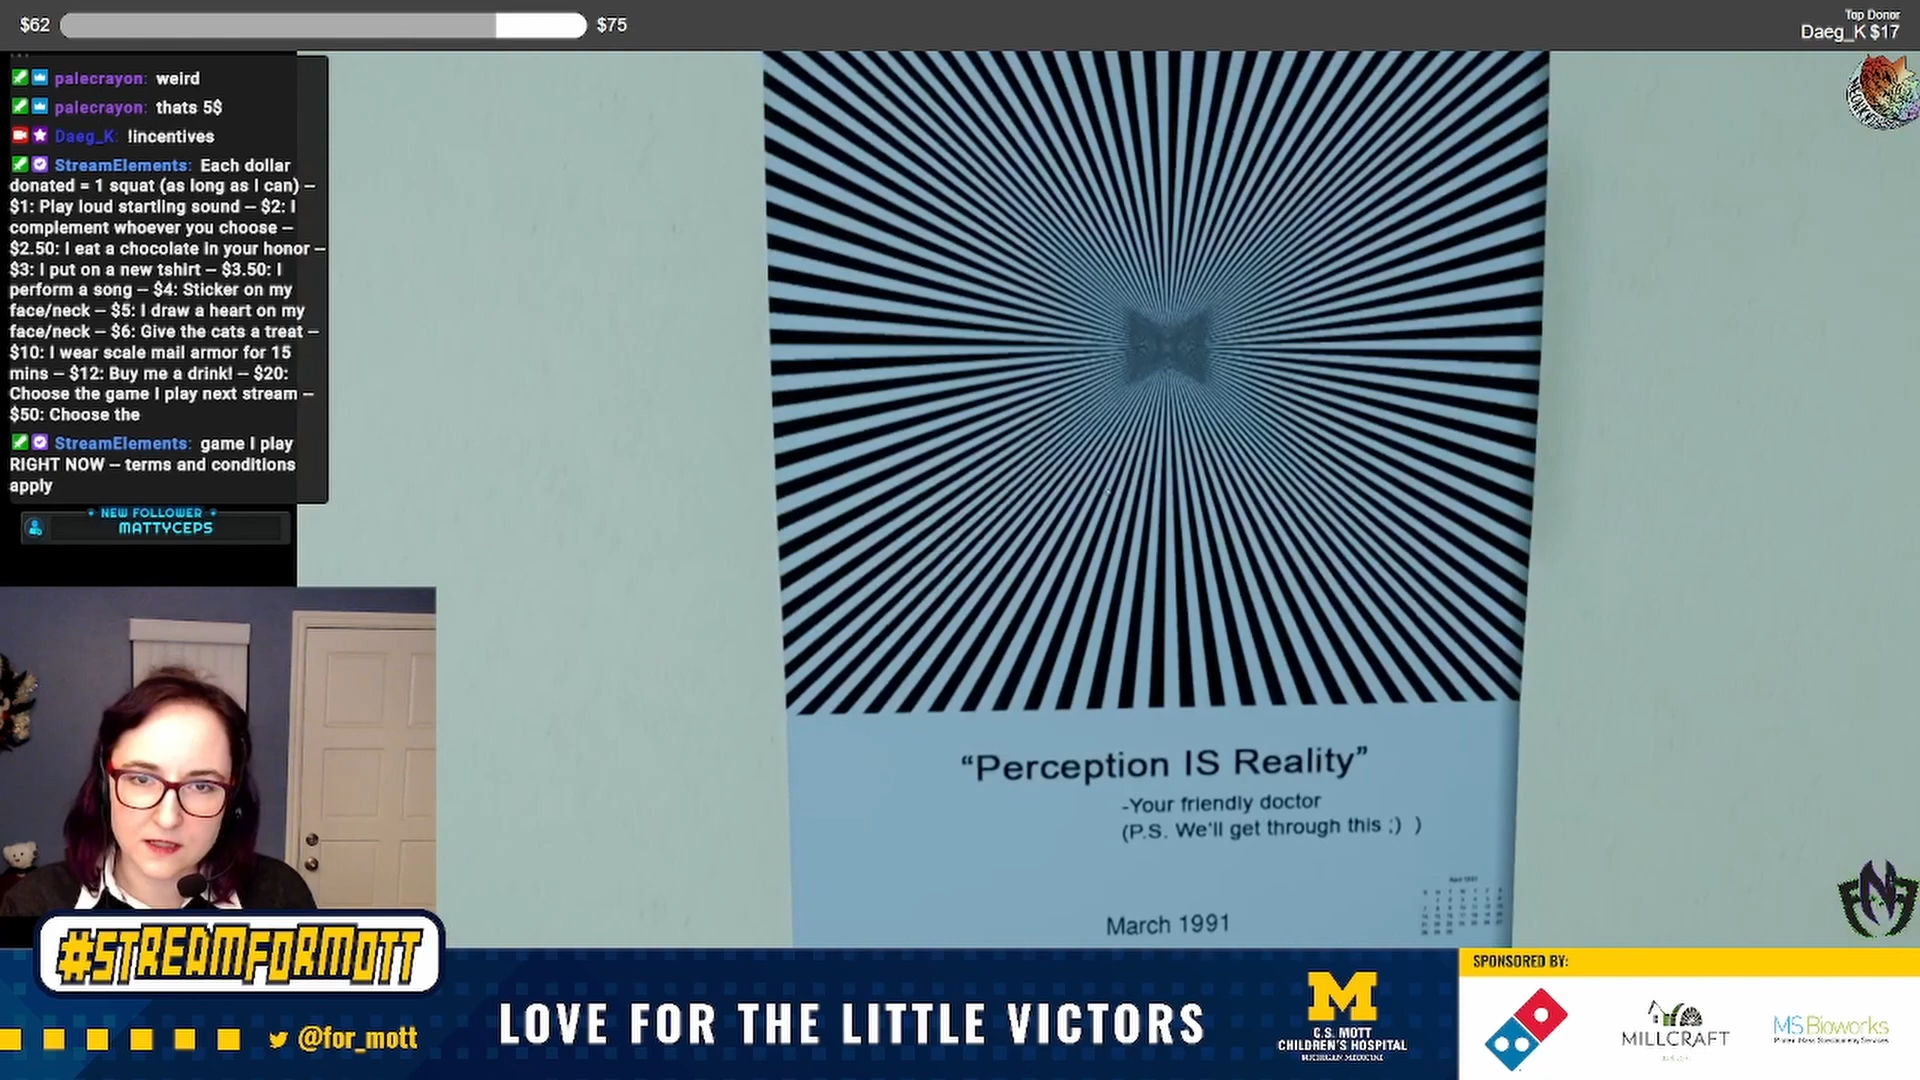 $62
$75
Top Donor
Daeg_K $17
palecrayon: weird
palecrayon: thats 5$
Daeg_K: !incentives
StreamElements: Each dollar
donated = 1 squat (as long as I can) –
$1: Play loud startling sound – $2: I
complement whoever you choose –
$2.50: I eat a chocolate in your honor –
$3: I put on a new tshirt – $3.50: I
perform a song – $4: Sticker on my
face/neck – $5: I draw a heart on my
face/neck – $6: Give the cats a treat –
$10: I wear scale mail armor for 15
mins – $12: Buy me a drink! – $20:
Choose the game I play next stream –
$50: Choose the
StreamElements: game I play
RIGHT NOW – terms and conditions
apply
NEW FOLLOWER
MATTYCEPS
“Perception IS Reality”
-Your friendly doctor
(P.S. We'll get through this ;) )
March 1991
April 1991
#STREAMFORMOTT
@for_mott
LOVE FOR THE LITTLE VICTORS
M
C.S. MOTT
CHILDREN'S HOSPITAL
MICHIGAN MEDICINE
SPONSORED BY:
MILLCRAFT
MS Bioworks